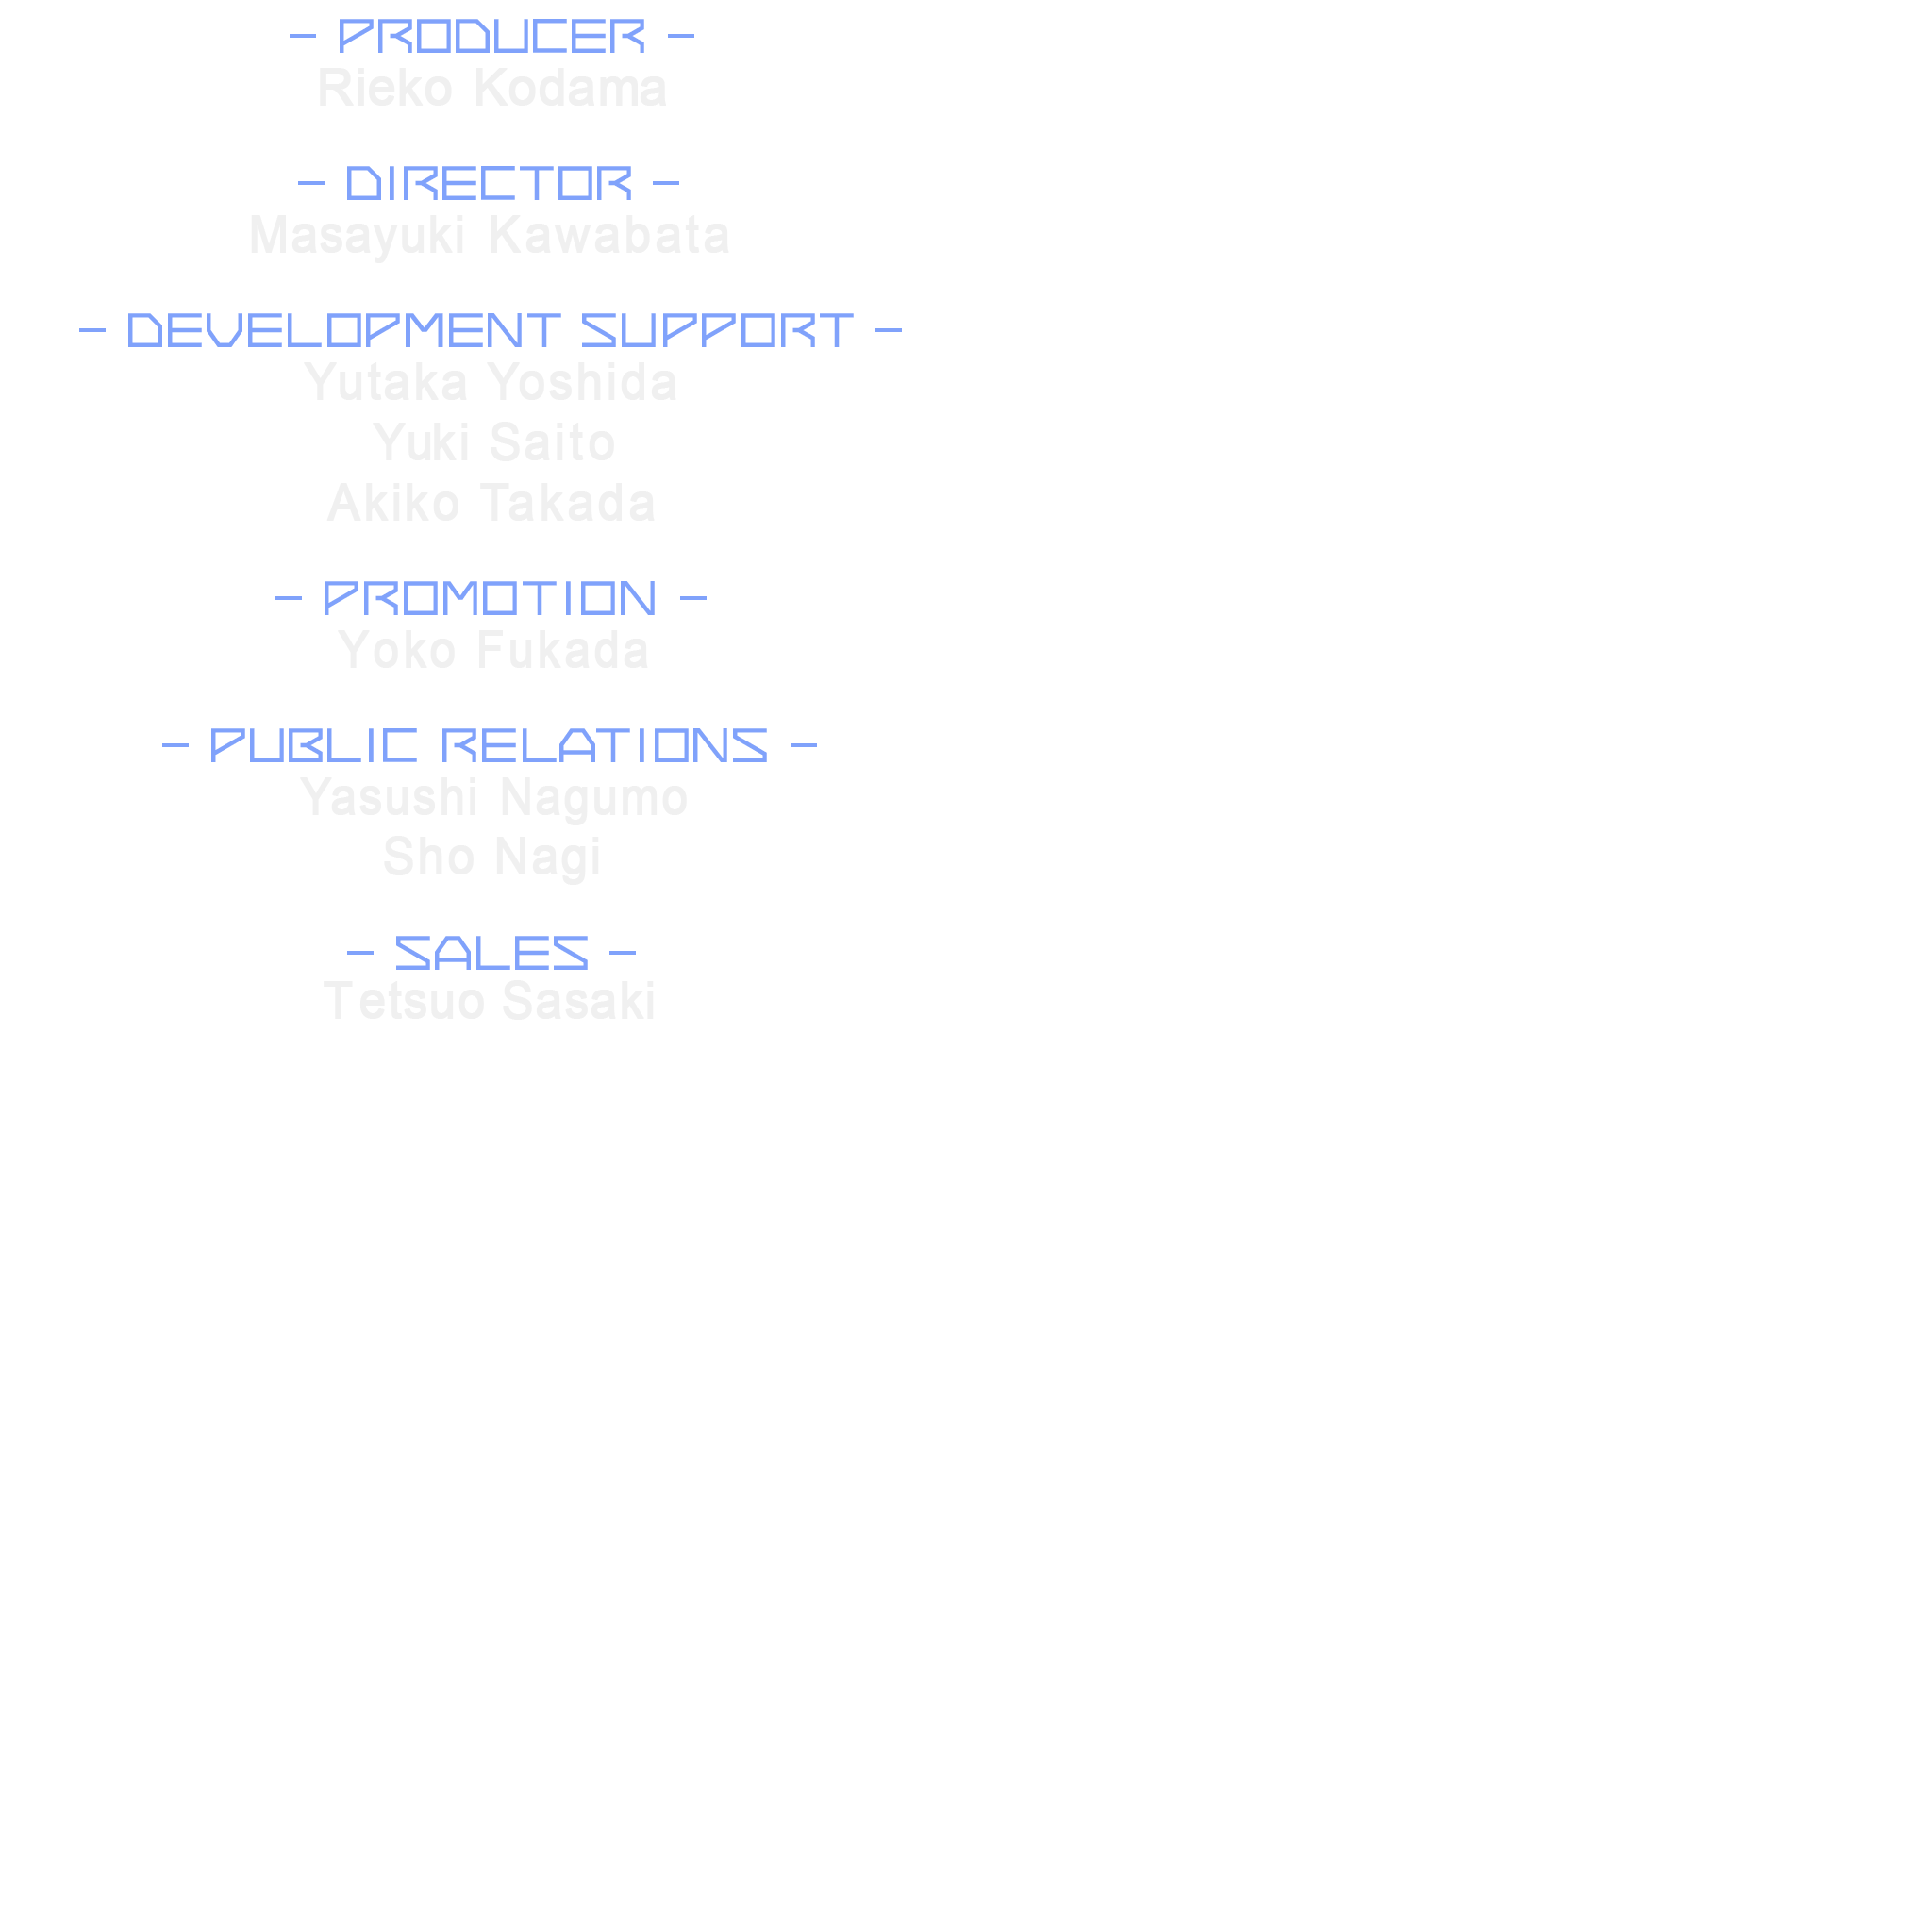 - PRODUCER -
Rieko Kodama
- DIRECTOR -
Masayuki Kawabata
- DEVELOPMENT SUPPORT -
Yutaka Yoshida
Yuki Saito
Akiko Takada
- PROMOTION -
Yoko Fukada
- PUBLIC RELATIONS -
Yasushi Nagumo
Sho Nagi
- SALES -
Tetsuo Sasaki